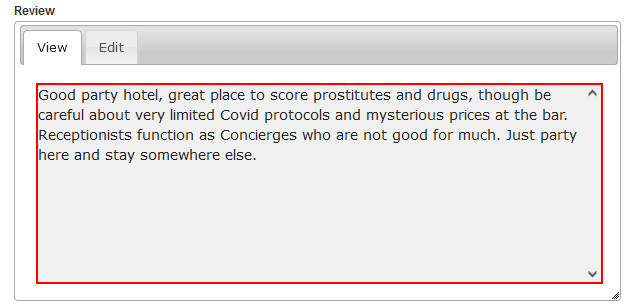 Review
View Edit
Good party hotel, great place to score prostitutes and drugs, though be
careful about very limited Covid protocols and mysterious prices at the bar.
Receptionists function as Concierges who are not good for much. Just party
here and stay somewhere else.